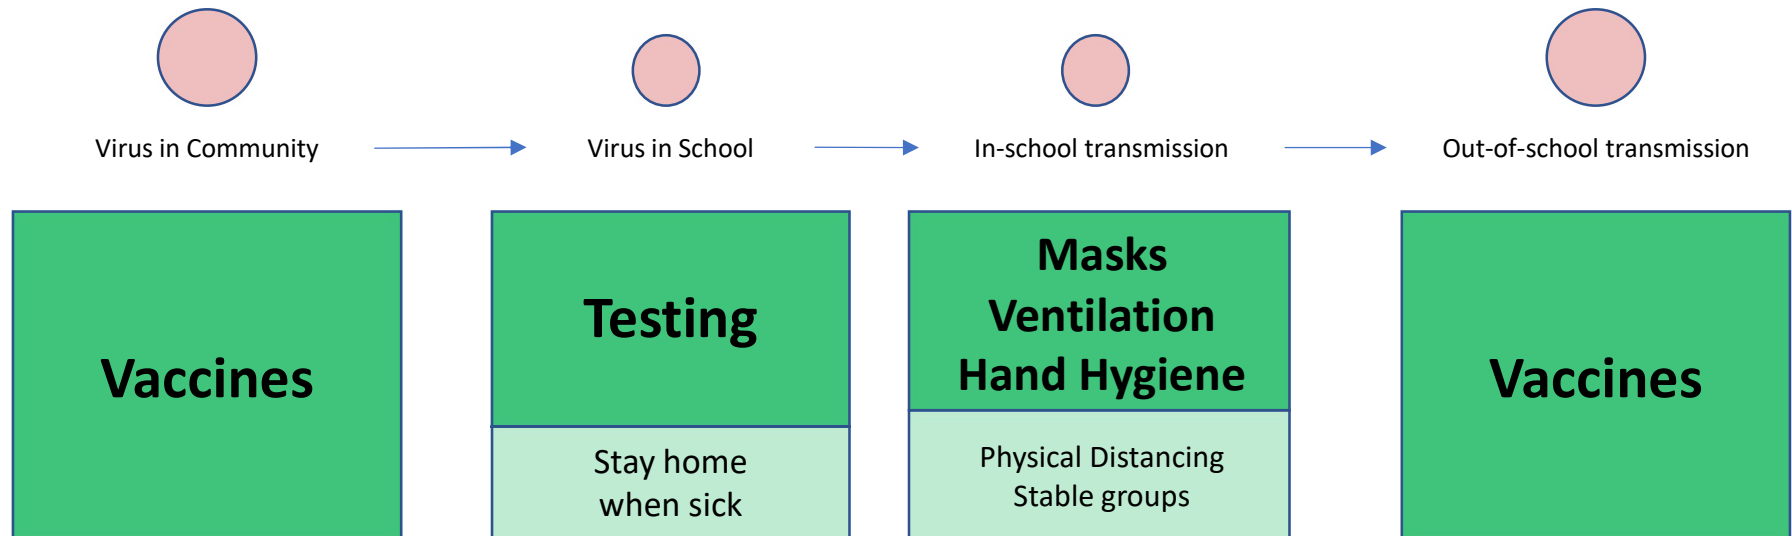 Virus in Community
Virus in School
In-school transmission
Out-of-school transmission
Vaccines
Testing
Stay home
when sick
Masks
Ventilation
Hand Hygiene
Physical Distancing
Stable groups
Vaccines